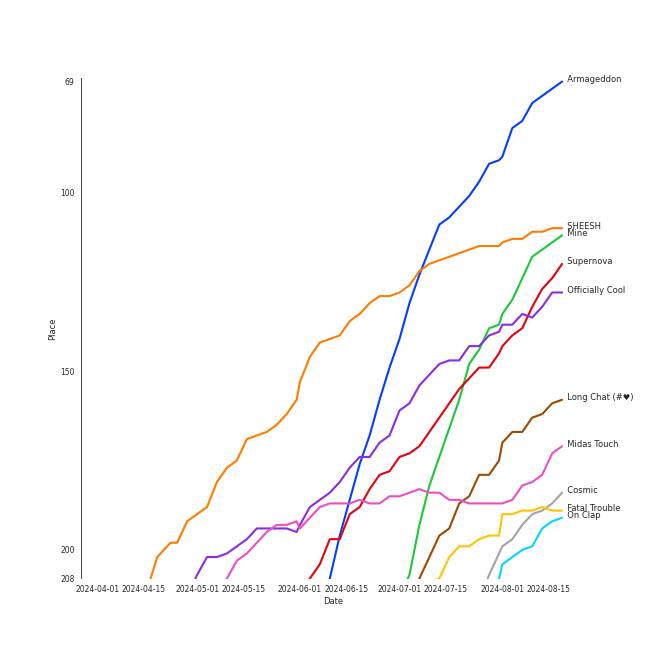 69
Armageddon
100
SHEESH
Mine
Supernova
Officially Cool
Place
150
Long Chat (#♥)
Midas Touch
Cosmic
Fatal Trouble
On Clap
200
208
2024-04-01 2024-04-15 2024-05-01 2024-05-15 2024-06-01 2024-06-15 2024-07-01 2024-07-15 2024-08-01 2024-08-15
Date